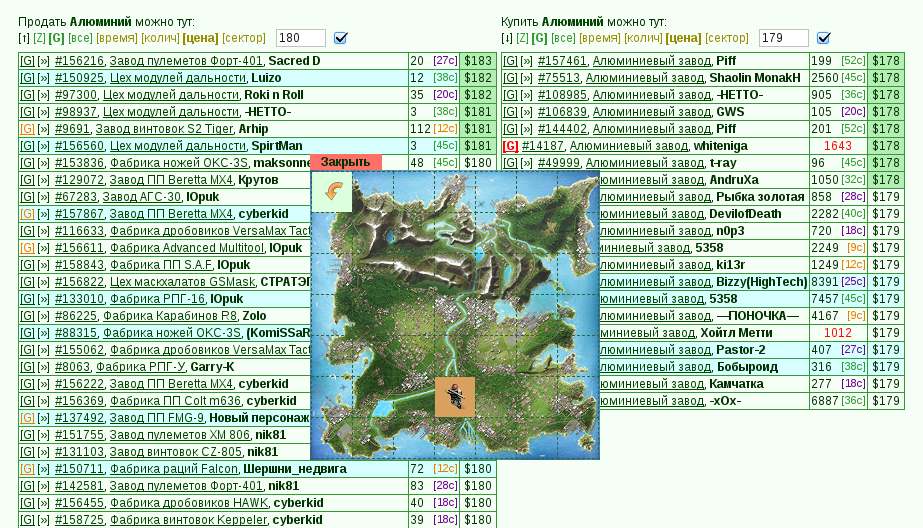 Продать Алюминий можно тут:
[↑] [Z] [G] [все] [время] [колич] [цена] [сектор] 180
[G] [»] #156216, Завод пулеметов Форт-401, Sacred D 20 [27c] $183
[G] [»] #150925, Цех модулей дальности, Luizo 12 [38c] $182
[G] [»] #97300, Цех модулей дальности, Roki n Roll 35 [20c] $182
[G] [»] #98937, Цех модулей дальности, -НЕТТО- 3 [38c] $181
[G] [»] #9691, Завод винтовок S2 Tiger, Arhip 112 [12c] $181
[G] [»] #156560, Цех модулей дальности, SpirtMan 3 [45c] $181
[G] [»] #153836, Фабрика ножей ОКС-3S, maksonne 48 [45c] $180
[G] [»] #129072, Завод ПП Beretta MX4, Крутов
[G] [»] #67283, Завод АГС-30, IOpuk
[G] [»] #157867, Завод ПП Beretta MX4, cyberkid
[G] [»] #116633, Фабрика дробовиков VersaMax Tact
[G] [»] #156611, Фабрика Advanced Multitool, IOpuk
[G] [»] #158843, Фабрика ПП S.A.F, IOpuk
[G] [»] #156822, Цех масхалатов GSMask, СТРАТЭГ
[G] [»] #133010, Фабрика РПГ-16, IOpuk
[G] [»] #86225, Фабрика Карабинов Р8, Zolo
[G] [»] #88315, Фабрика ножей ОКС-3S, (KomiSSaR
[G] [»] #155062, Фабрика дробовиков VersaMax Tact
[G] [»] #8063, Фабрика РПГ-У, Garry-K
[G] [»] #156222, Завод ПП Beretta MX4, cyberkid
[G] [»] #156369, Фабрика ПП Colt m636, cyberkid
[G] [»] #137492, Завод ПП FMG-9, Новый персонаж
[G] [»] #151755, Завод пулеметов XM 806, nik81
[G] [»] #131103, Завод винтовок CZ-805, nik81
[G] [»] #150711, Фабрика раций Falcon, Шершни_недвига 72 [12c] $180
[G] [»] #142581, Завод пулеметов Форт-401, nik81 83 [28c] $180
[G] [»] #156455, Фабрика дробовиков HAWK, cyberkid 40 [18c] $180
[G] [»] #158725, Фабрика винтовок Keppeler, cyberkid 39 [18c] $180
Закрыть
Купить Алюминий можно тут:
[↓] [Z] [G] [все] [время] [колич] [цена] [сектор] 179
[G] [»] #157461, Алюминиевый завод, Piff 199 [52c] $178
[G] [»] #75513, Алюминиевый завод, Shaolin MonakH 2560 [45c] $178
[G] [»] #108985, Алюминиевый завод, -НЕТТО- 905 [36c] $178
[G] [»] #106839, Алюминиевый завод, GWS 105 [20c] $178
[G] [»] #144402, Алюминиевый завод, Piff 201 [52c] $178
[G] #14187, Алюминиевый завод, whiteniga 1643 $178
[G] [»] #49999, Алюминиевый завод, t-ray 96 [45c] $178
люминиевый завод, AndruXa 1050 [32c] $178
люминиевый завод, Рыбка золотая 858 [28c] $179
люминиевый завод, DevilofDeath 2282 [40c] $179
люминиевый завод, n0p3 720 [18c] $179
миниевый завод, 5358 2249 [9c] $179
люминиевый завод, ki13r 1249 [12c] $179
люминиевый завод, Bizzy(HighTech) 8391 [25c] $179
люминиевый завод, 5358 7457 [45c] $179
люминиевый завод, —ПОНОЧКА— 4167 [9c] $179
миниевый завод, Хойтл Метти 1012 $179
люминиевый завод, Pastor-2 407 [27c] $179
люминиевый завод, Бобыроид 316 [38c] $179
люминиевый завод, Камчатка 277 [18c] $179
люминиевый завод, -xOx- 6887 [36c] $179